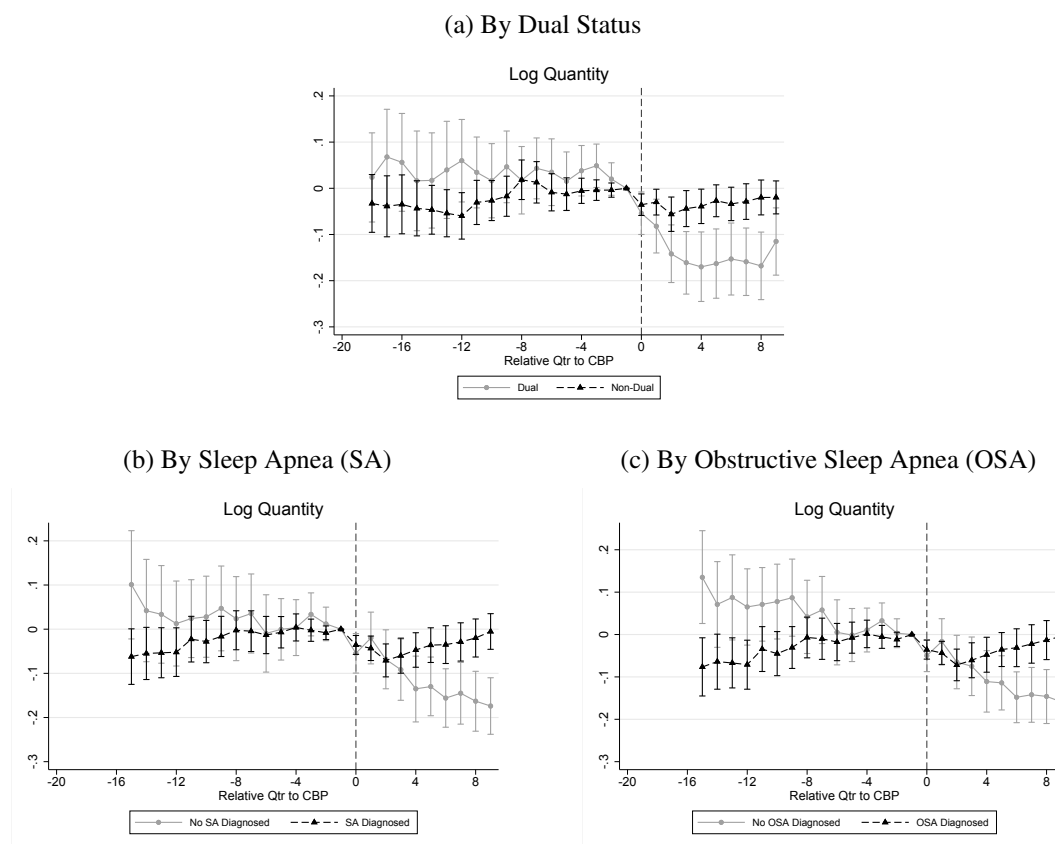 (a) By Dual Status
Log Quantity
.2
.1
0
-.1
-.2
-.3
-20 -16 -12 -8 -4 0 4 8
Relative Qtr to CBP
Dual Non-Dual
(b) By Sleep Apnea (SA)
Log Quantity
.2
.1
0
-.1
-.2
-.3
-20 -16 -12 -8 -4 0 4 8
Relative Qtr to CBP
No SA Diagnosed SA Diagnosed
(c) By Obstructive Sleep Apnea (OSA)
Log Quantity
.2
.1
0
-.1
-.2
-.3
-20 -16 -12 -8 -4 0 4 8
Relative Qtr to CBP
No OSA Diagnosed OSA Diagnosed